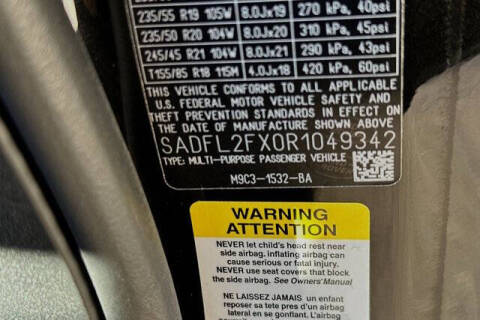 235/55 R19 105W 8.0Jx19 270 kPa, 40psi
235/50 R20 104W 8.0Jx20 310 kPa, 45psi
245/45 R21 104W 8.0Jx21 290 kPa, 43psi
T155/85 R18 115M 4.0Jx18 420 kPa, 60psi
THIS VEHICLE CONFORMS TO ALL APPLICABLE
U.S. FEDERAL MOTOR VEHICLE SAFETY AND
THEFT PREVENTION STANDARDS IN EFFECT ON
THE DATE OF MANUFACTURE SHOWN ABOVE
SADFL2FX0R1049342
TYPE: MULTI-PURPOSE PASSENGER VEHICLE
M9C3-1532-BA
WARNING
ATTENTION
NEVER let child's head rest near
side airbag. inflating airbag can
cause serious or fatal injury.
NEVER use seat covers that block
the side airbag. See Owners' Manual
NE LAISSEZ JAMAIS un enfant
reposer sa tete pres d'un airbag
lateral en se gonflant. L'airbag